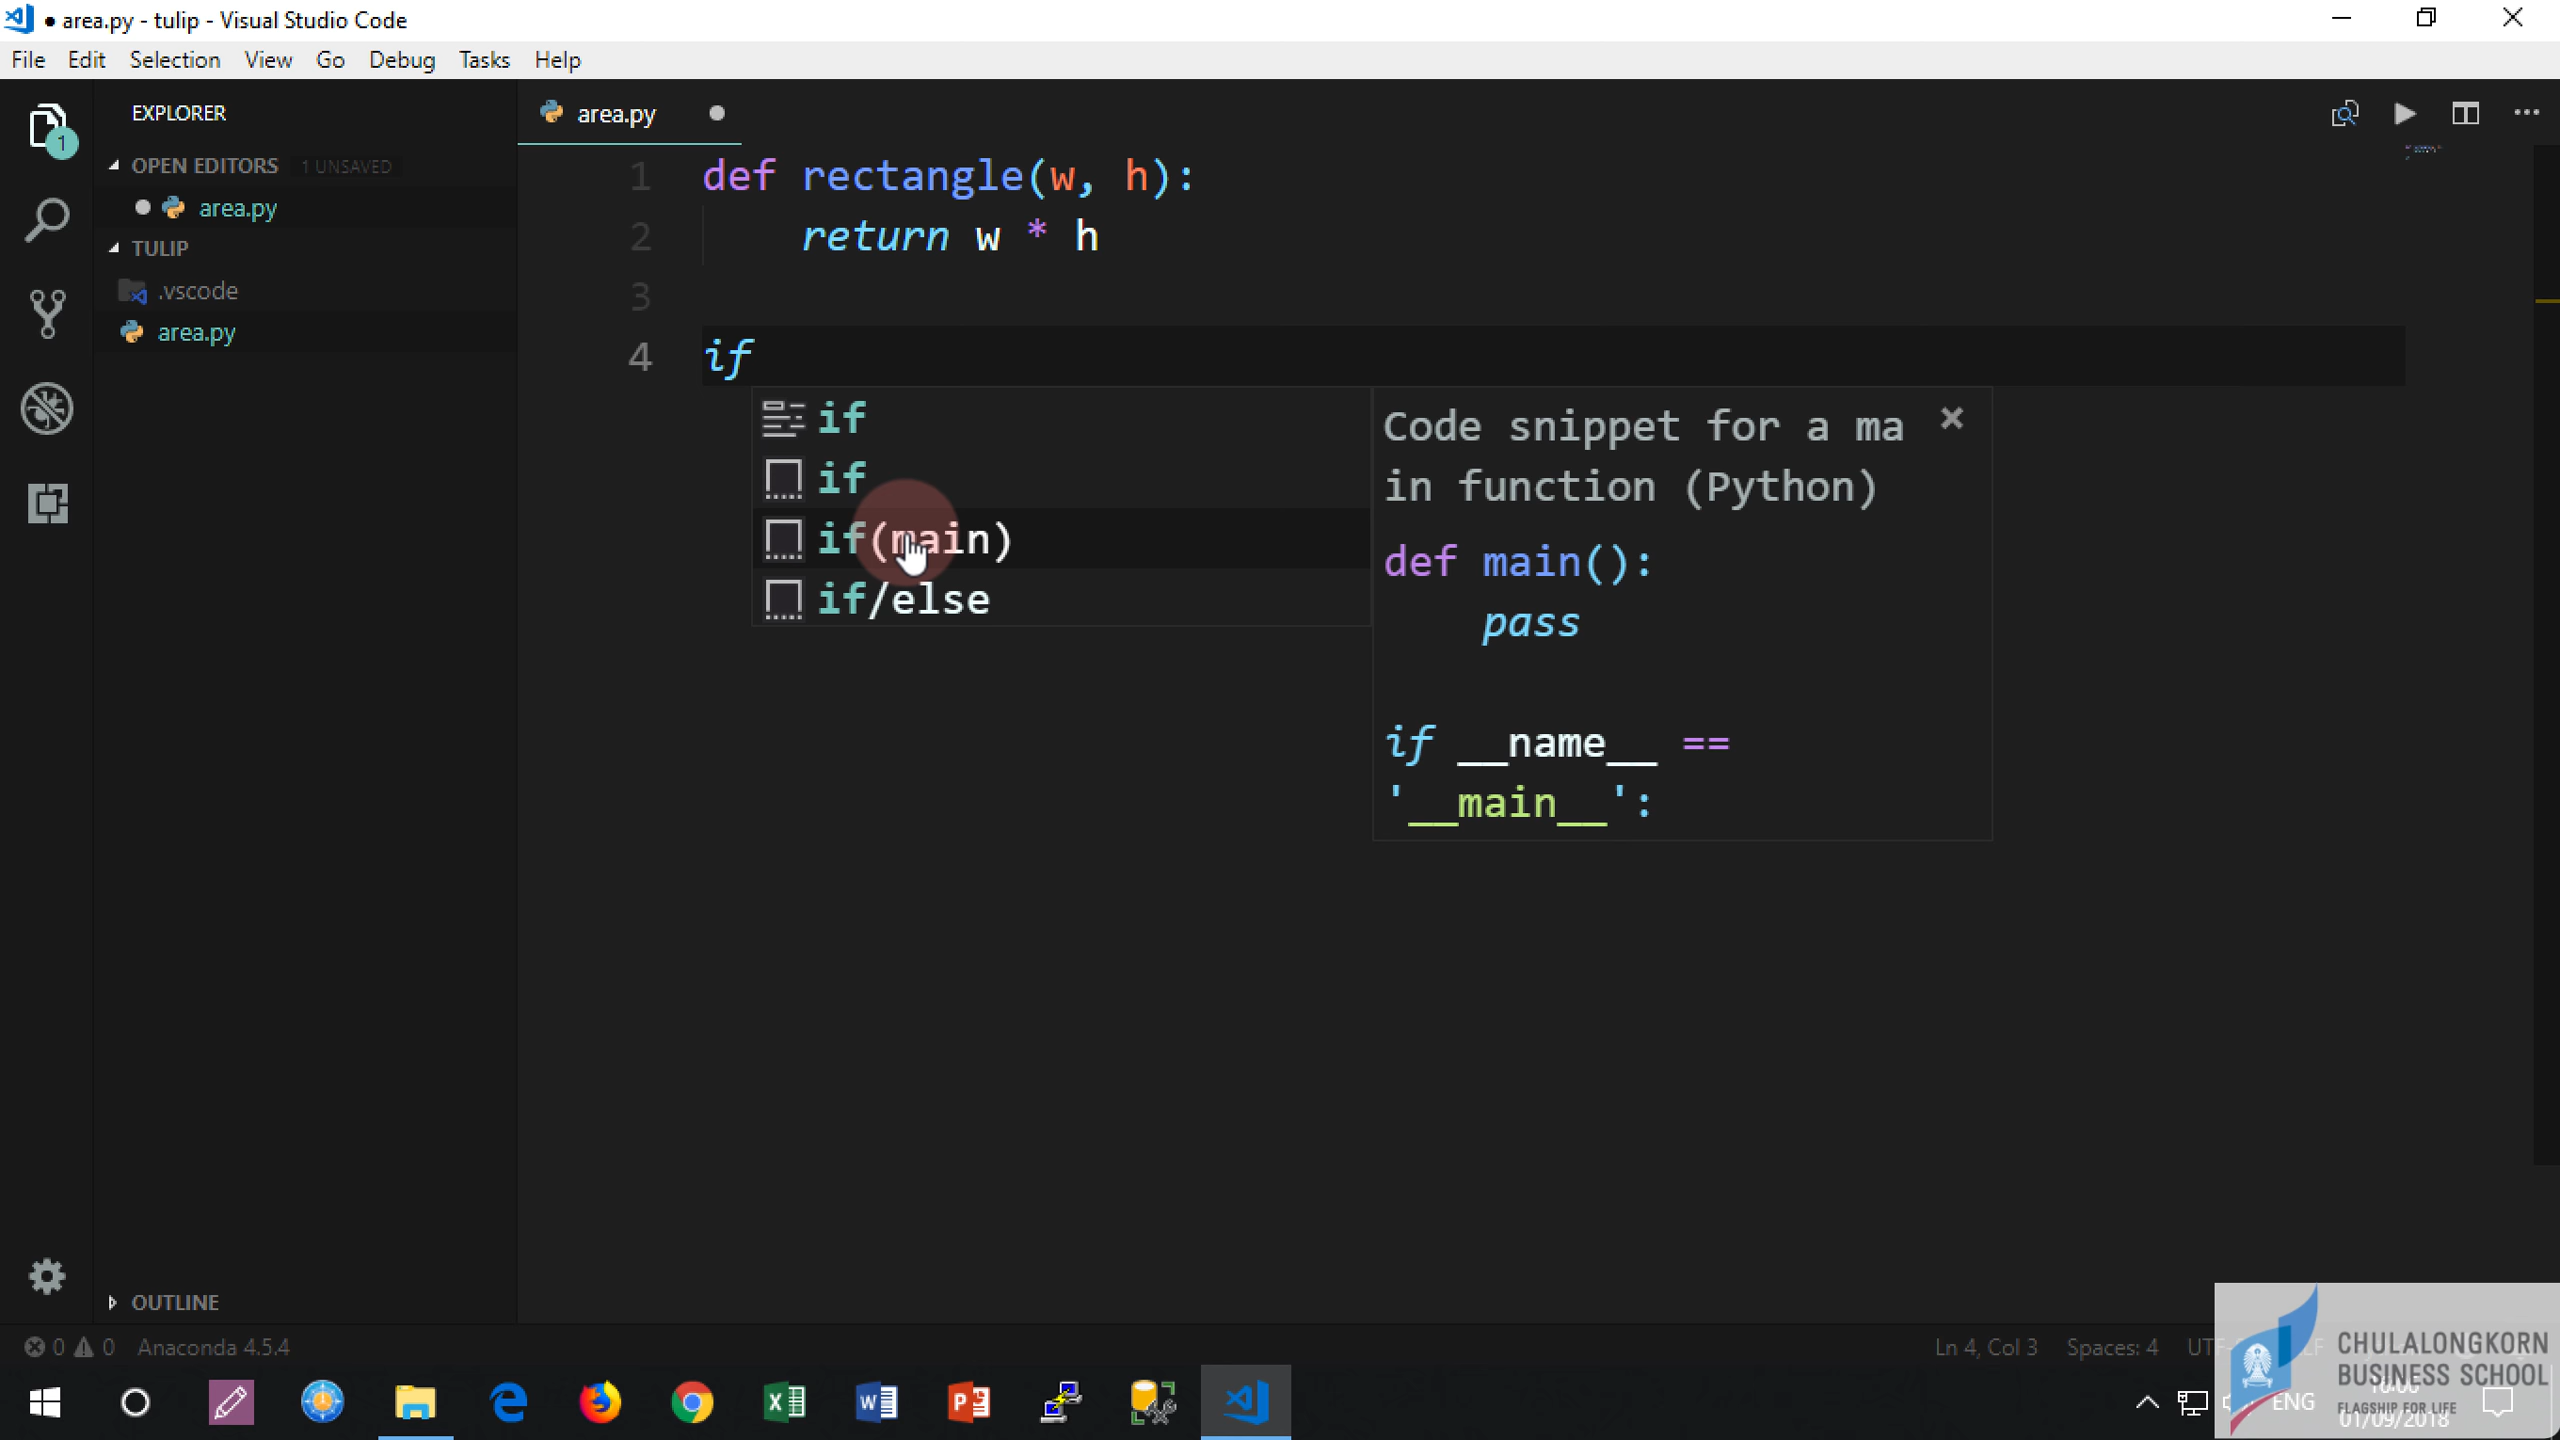 ● area.py - tulip - Visual Studio Code
File Edit Selection View Go Debug Tasks Help
EXPLORER
1
OPEN EDITORS 1 UNSAVED
area.py
TULIP
.vscode
area.py
OUTLINE
area.py
1 def rectangle(w, h):
2 return w * h
3
4 if
if
if
if(main)
if/else
Code snippet for a ma
in function (Python)
def main():
pass
if __name__ ==
'__main__':
0 0 Anaconda 4.5.4
Ln 4, Col 3 Spaces: 4
ENG
01/09/2018
CHULALONGKORN
BUSINESS SCHOOL
FLAGSHIP FOR LIFE